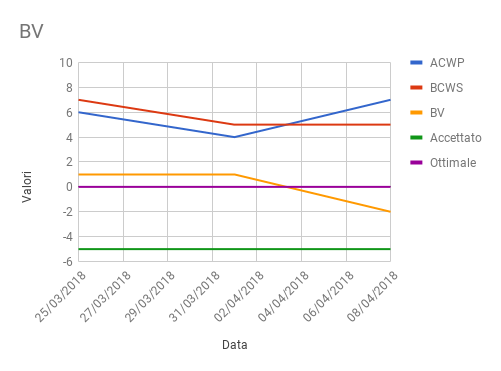 BV
10
8
6
4
2
0
-2
-4
-6
Valori
25/03/2018
27/03/2018
29/03/2018
31/03/2018
02/04/2018
04/04/2018
06/04/2018
08/04/2018
Data
ACWP
BCWS
BV
Accettato
Ottimale